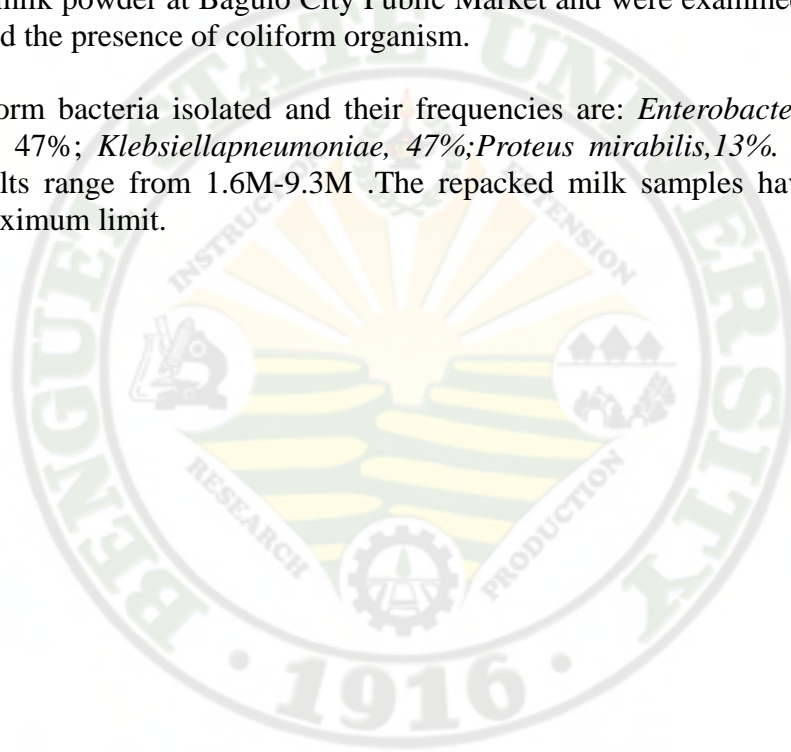 milk powder at Baguio City Public Market and were examined
d the presence of coliform organism.
orm bacteria isolated and their frequencies are: Enterobacte
47%; Klebsiellapneumoniae, 47%;Proteus mirabilis,13%.
lts range from 1.6M-9.3M .The repacked milk samples hav
ximum limit.
BENGUET STATE UNIVERSITY
INSTRUCTION
EXTENSION
RESEARCH
PRODUCTION
· 1916 ·